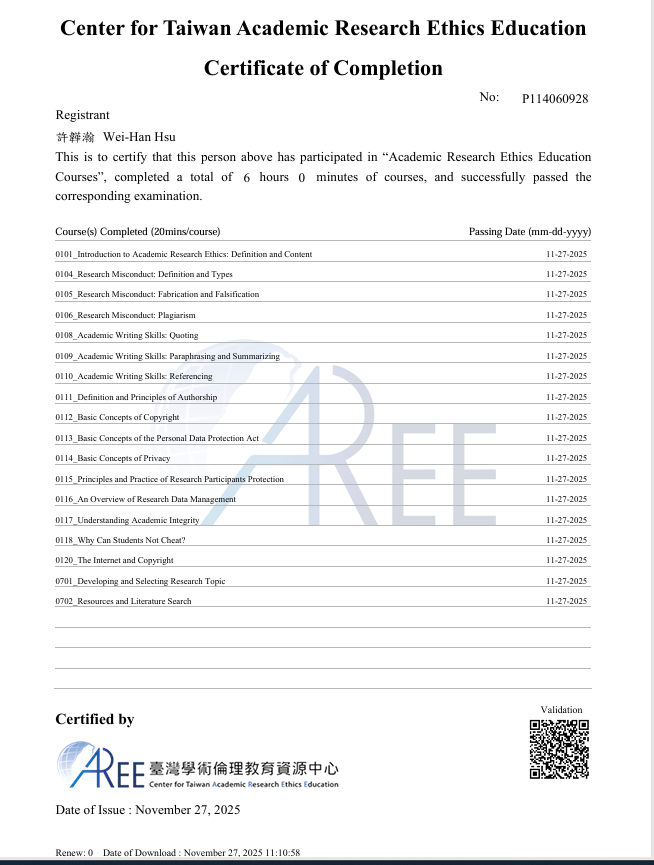 Center for Taiwan Academic Research Ethics Education
Certificate of Completion
No: P114060928
Registrant
許韡瀚 Wei-Han Hsu
This is to certify that this person above has participated in “Academic Research Ethics Education
Courses”, completed a total of 6 hours 0 minutes of courses, and successfully passed the
corresponding examination.
Course(s) Completed (20mins/course) Passing Date (mm-dd-yyyy)
0101_Introduction to Academic Research Ethics: Definition and Content 11-27-2025
0104_Research Misconduct: Definition and Types 11-27-2025
0105_Research Misconduct: Fabrication and Falsification 11-27-2025
0106_Research Misconduct: Plagiarism 11-27-2025
0108_Academic Writing Skills: Quoting 11-27-2025
0109_Academic Writing Skills: Paraphrasing and Summarizing 11-27-2025
0110_Academic Writing Skills: Referencing 11-27-2025
0111_Definition and Principles of Authorship 11-27-2025
0112_Basic Concepts of Copyright 11-27-2025
0113_Basic Concepts of the Personal Data Protection Act 11-27-2025
0114_Basic Concepts of Privacy 11-27-2025
0115_Principles and Practice of Research Participants Protection 11-27-2025
0116_An Overview of Research Data Management 11-27-2025
0117_Understanding Academic Integrity 11-27-2025
0118_Why Can Students Not Cheat? 11-27-2025
0120_The Internet and Copyright 11-27-2025
0701_Developing and Selecting Research Topic 11-27-2025
0702_Resources and Literature Search 11-27-2025
AREE
Validation
Certified by
AREE 臺灣學術倫理教育資源中心
Center for Taiwan Academic Research Ethics Education
Date of Issue : November 27, 2025
Renew: 0 Date of Download : November 27, 2025 11:10:58